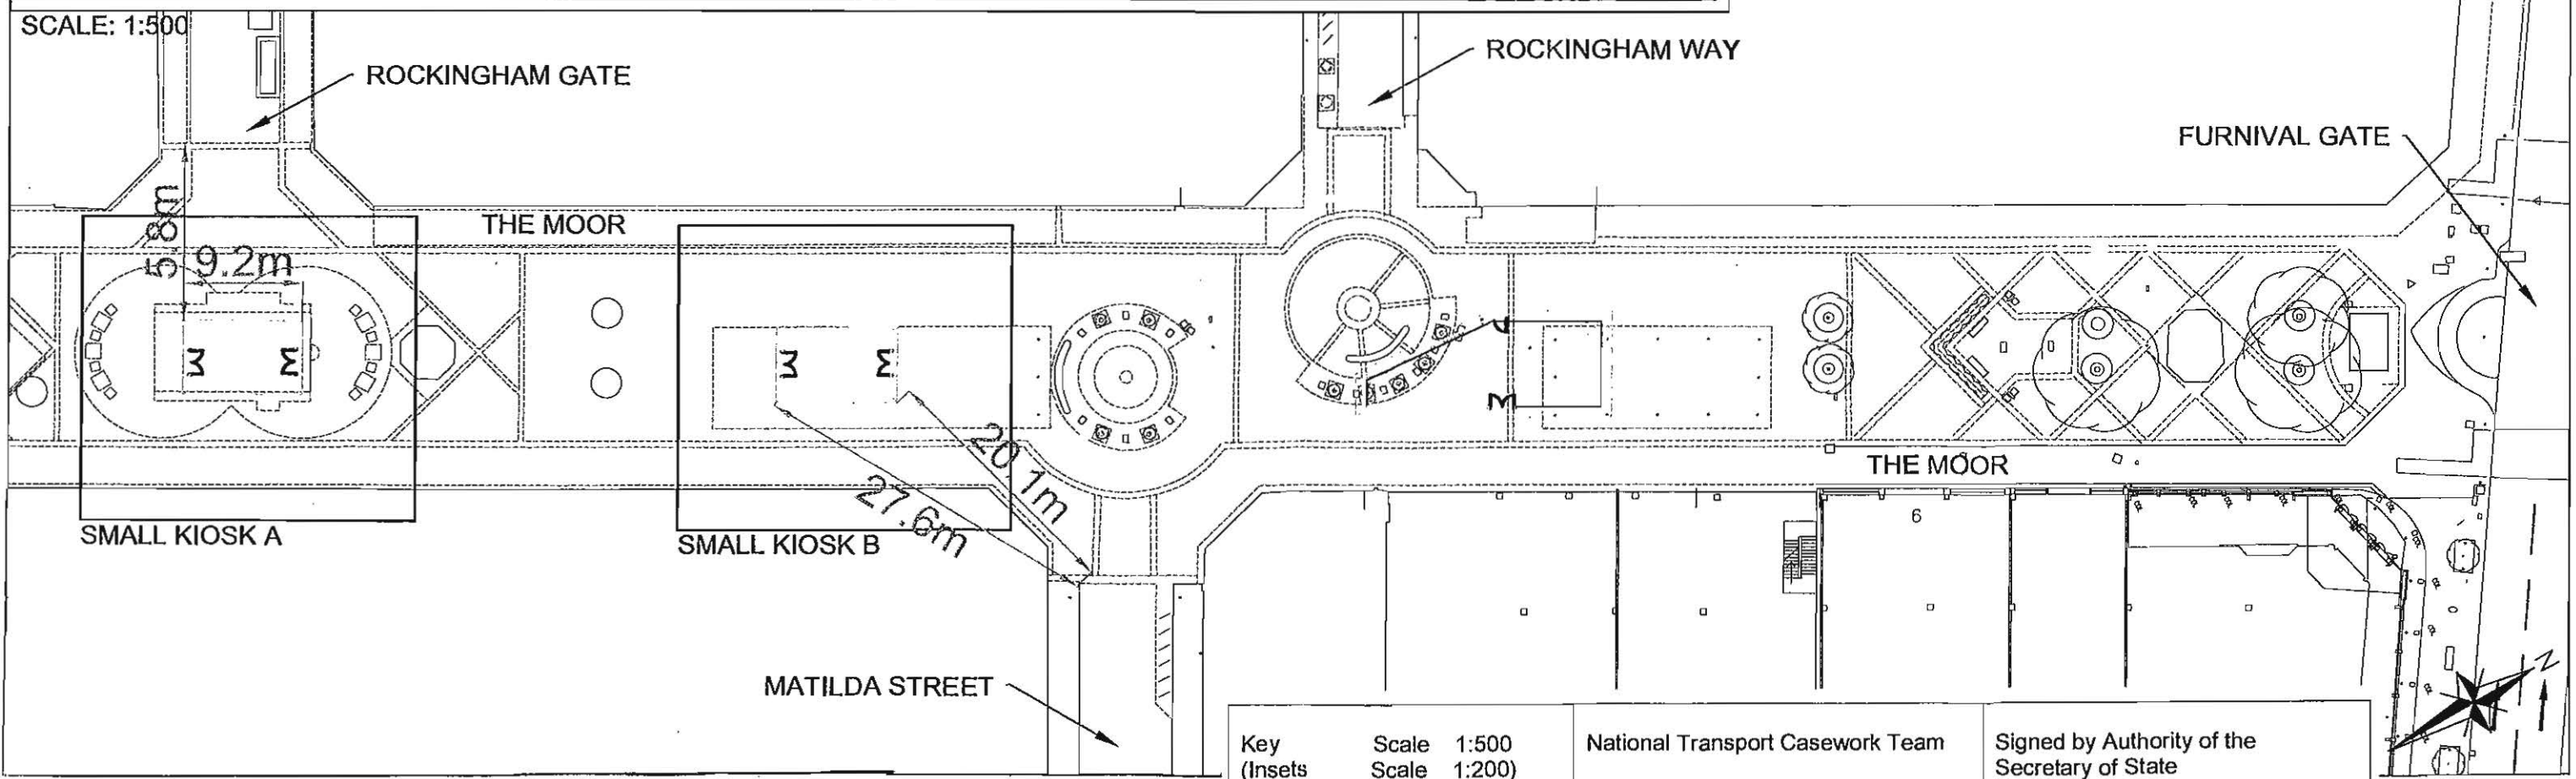 SCALE: 1:500
ROCKINGHAM GATE
ROCKINGHAM WAY
FURNIVAL GATE
THE MOOR
5.8m
9.2m
20.1m
27.6m
SMALL KIOSK A
SMALL KIOSK B
THE MOOR
6
MATILDA STREET
N
Key Scale 1:500
(Insets Scale 1:200)
National Transport Casework Team
Signed by Authority of the
Secretary of State